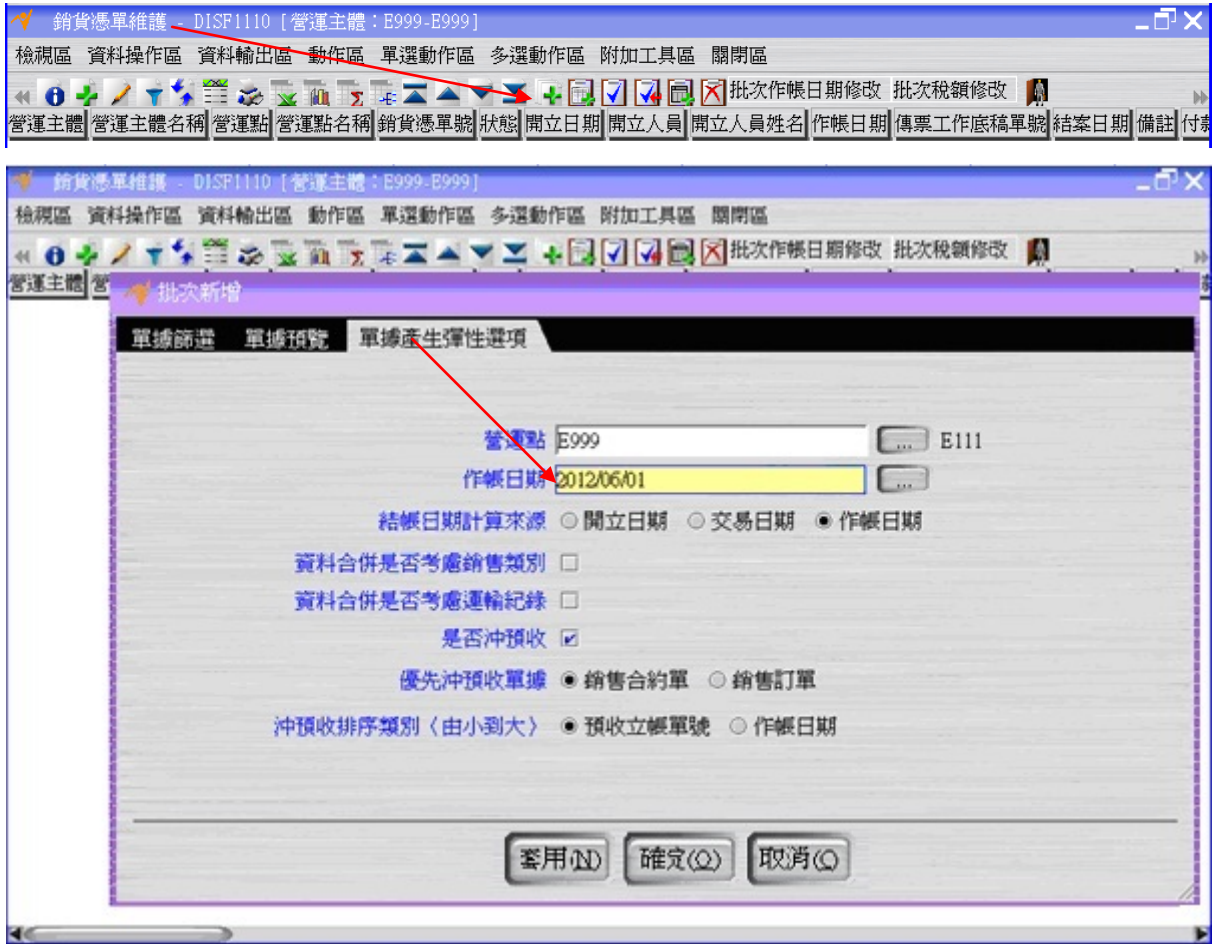 銷貨憑單維護 - DISF1110 [營運主體：E999-E999]
檢視區 資料操作區 資料輸出區 動作區 單選動作區 多選動作區 附加工具區 關閉區
批次作帳日期修改 批次稅額修改
營運主體 營運主體名稱 營運點 營運點名稱 銷貨憑單號 狀態 開立日期 開立人員 開立人員姓名 作帳日期 傳票工作底稿單號 結案日期 備註
銷貨憑單維護 - DISF1110 [營運主體：E999-E999]
檢視區 資料操作區 資料輸出區 動作區 單選動作區 多選動作區 附加工具區 關閉區
批次作帳日期修改 批次稅額修改
營運主體 營
批次新增
單據篩選 單據預覽 單據產生彈性選項
營運點 E999 ... E111
作帳日期 2012/06/01 ...
結帳日期計算來源 開立日期 交易日期 作帳日期
資料合併是否考慮銷售類別
資料合併是否考慮運輸紀錄
是否沖預收
優先沖預收單據 銷售合約單 銷售訂單
沖預收排序類別（由小到大） 預收立帳單號 作帳日期
套用(N) 確定(O) 取消(C)